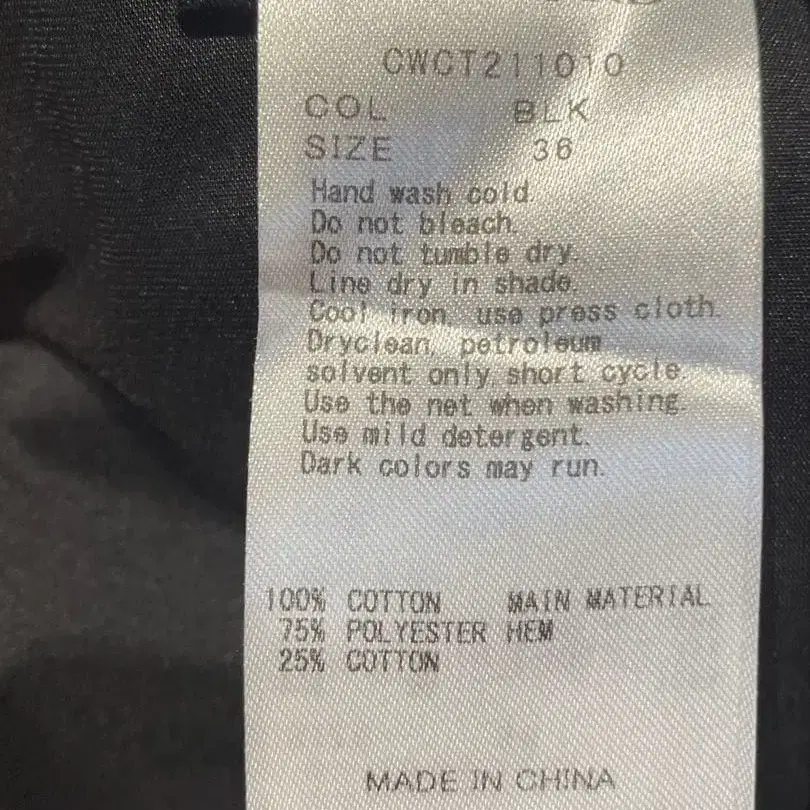 CWCT211010
COL BLK
SIZE 36
Hand wash cold.
Do not bleach.
Do not tumble dry.
Line dry in shade.
Cool iron, use press cloth.
Dryclean, petroleum
solvent only, short cycle
Use the net when washing.
Use mild detergent.
Dark colors may run.
100% COTTON MAIN MATERIAL
75% POLYESTER HEM
25% COTTON
MADE IN CHINA